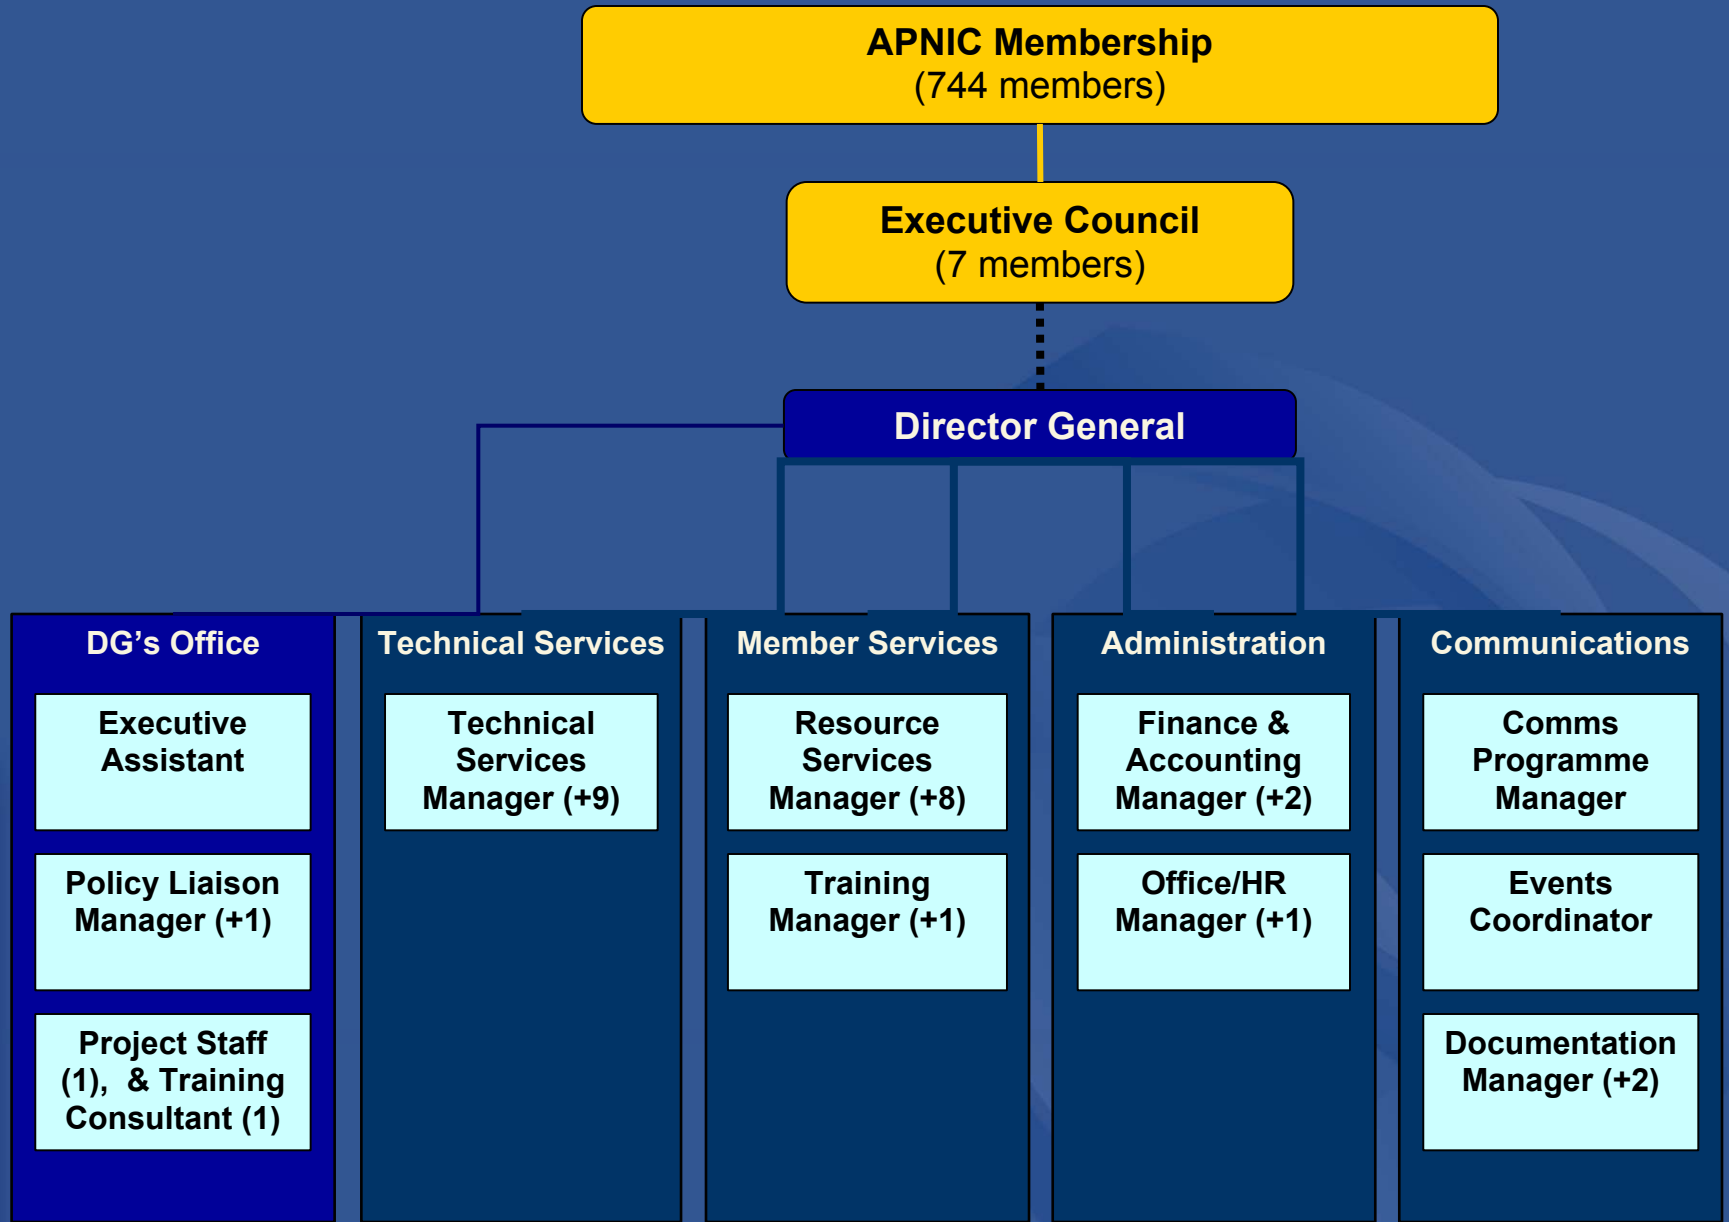 APNIC Membership
(744 members)
Executive Council
(7 members)
Director General
DG's Office
Executive
Assistant
Policy Liaison
Manager (+1)
Project Staff
(1),  & Training
Consultant (1)
Technical Services
Technical
Services
Manager (+9)
Member Services
Resource
Services
Manager (+8)
Training
Manager (+1)
Administration
Finance &
Accounting
Manager (+2)
Office/HR
Manager (+1)
Communications
Comms
Programme
Manager
Events
Coordinator
Documentation
Manager (+2)